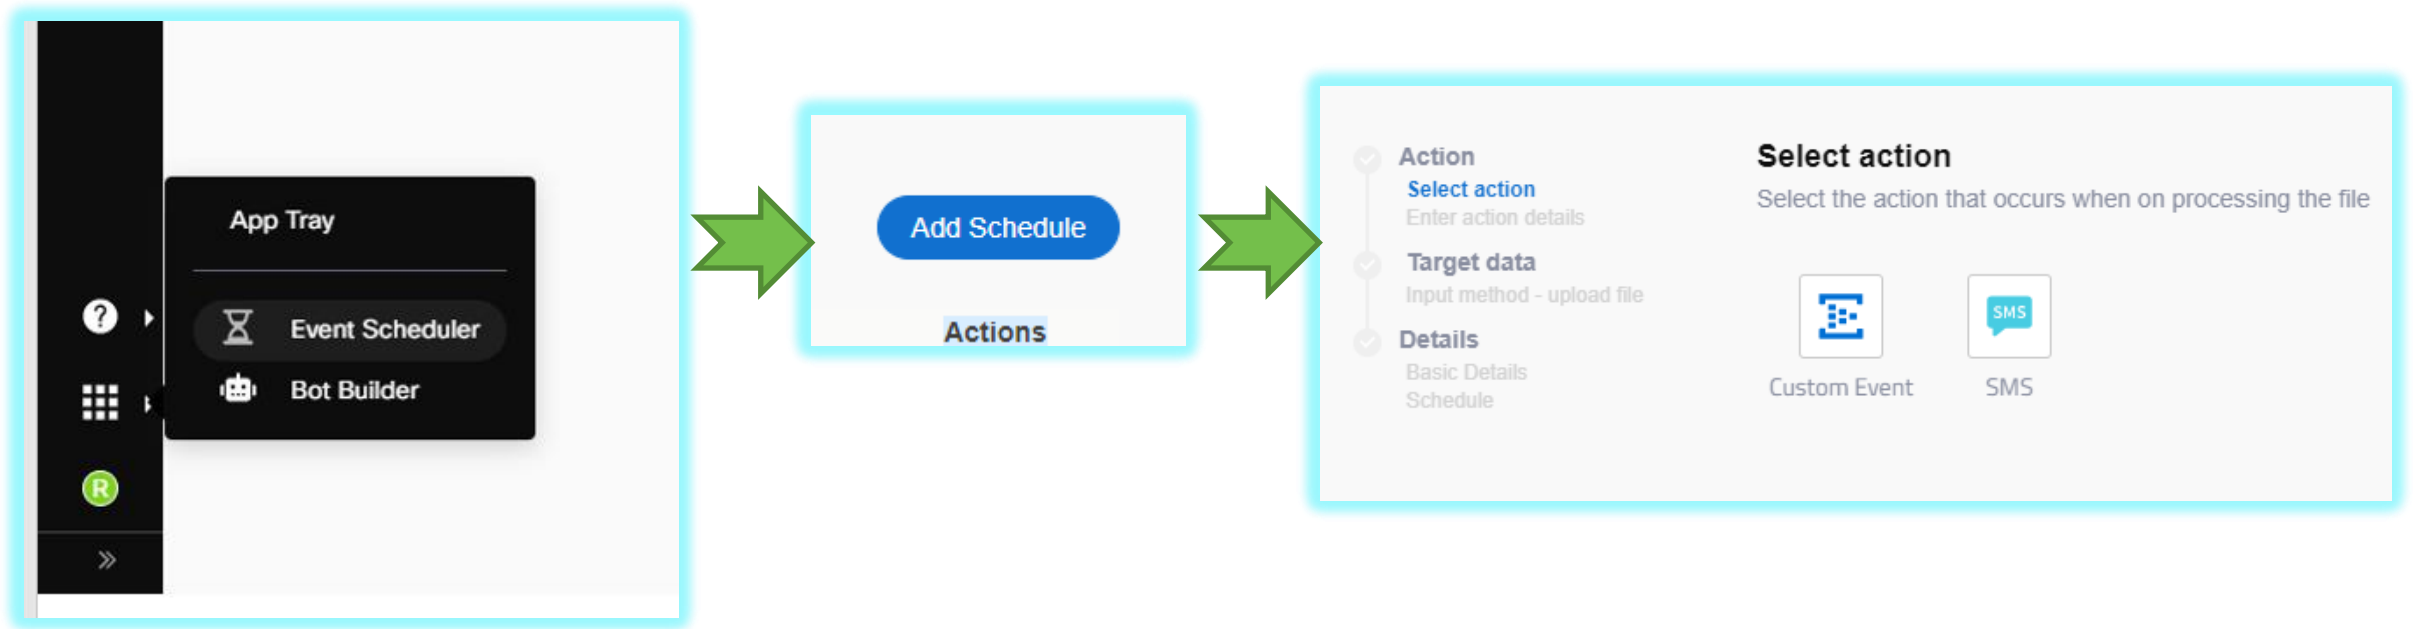 App Tray
Event Scheduler
Bot Builder
?
R
Add Schedule
Actions
Action
Select action
Enter action details
Target data
Input method - upload file
Details
Basic Details
Schedule
Select action
Select the action that occurs when on processing the file
SMS
Custom Event
SMS